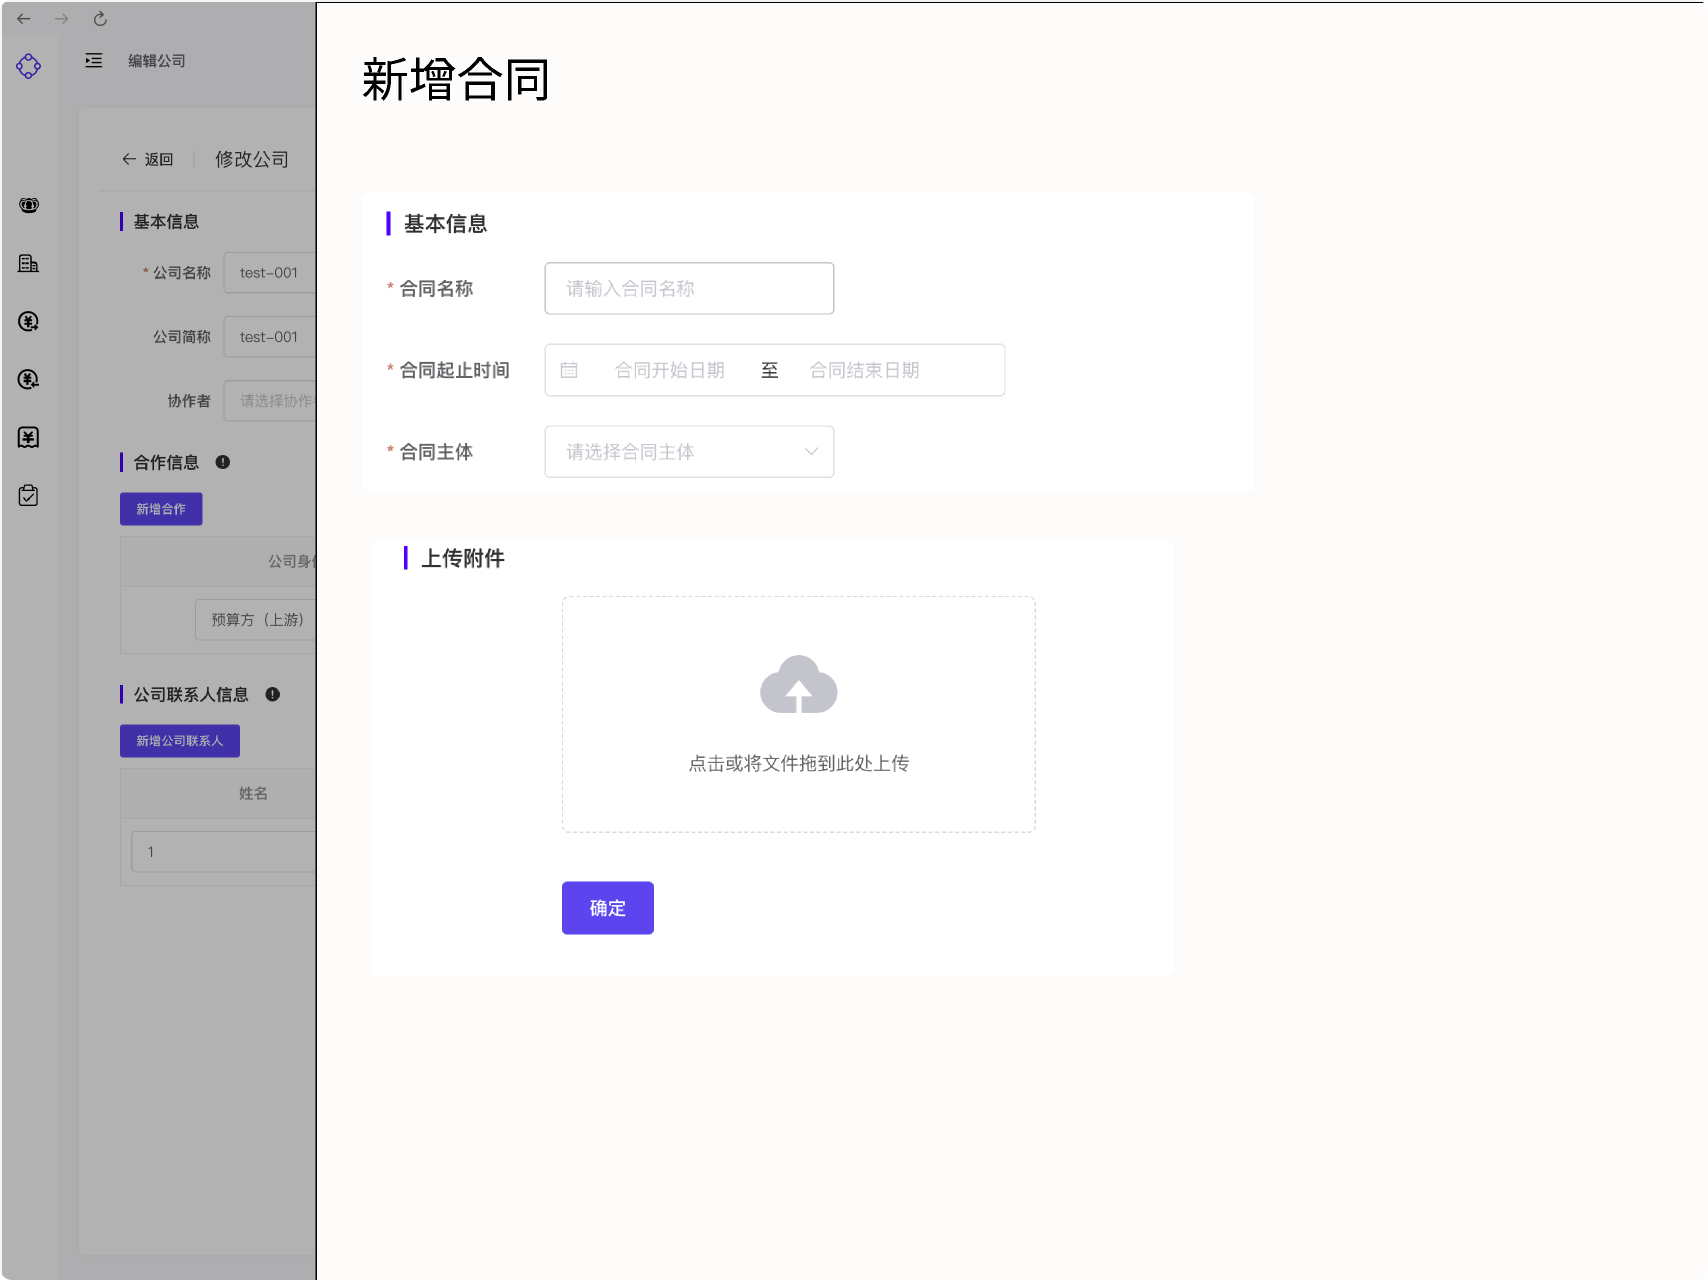 编辑公司
返回
修改公司
基本信息
* 公司名称
test-001
公司简称
test-001
协作者
请选择协作
合作信息
新增合作
公司身
预算方（上游）
公司联系人信息
新增公司联系人
姓名
1
新增合同
基本信息
* 合同名称
请输入合同名称
* 合同起止时间
合同开始日期 至 合同结束日期
* 合同主体
请选择合同主体
上传附件
点击或将文件拖到此处上传
确定